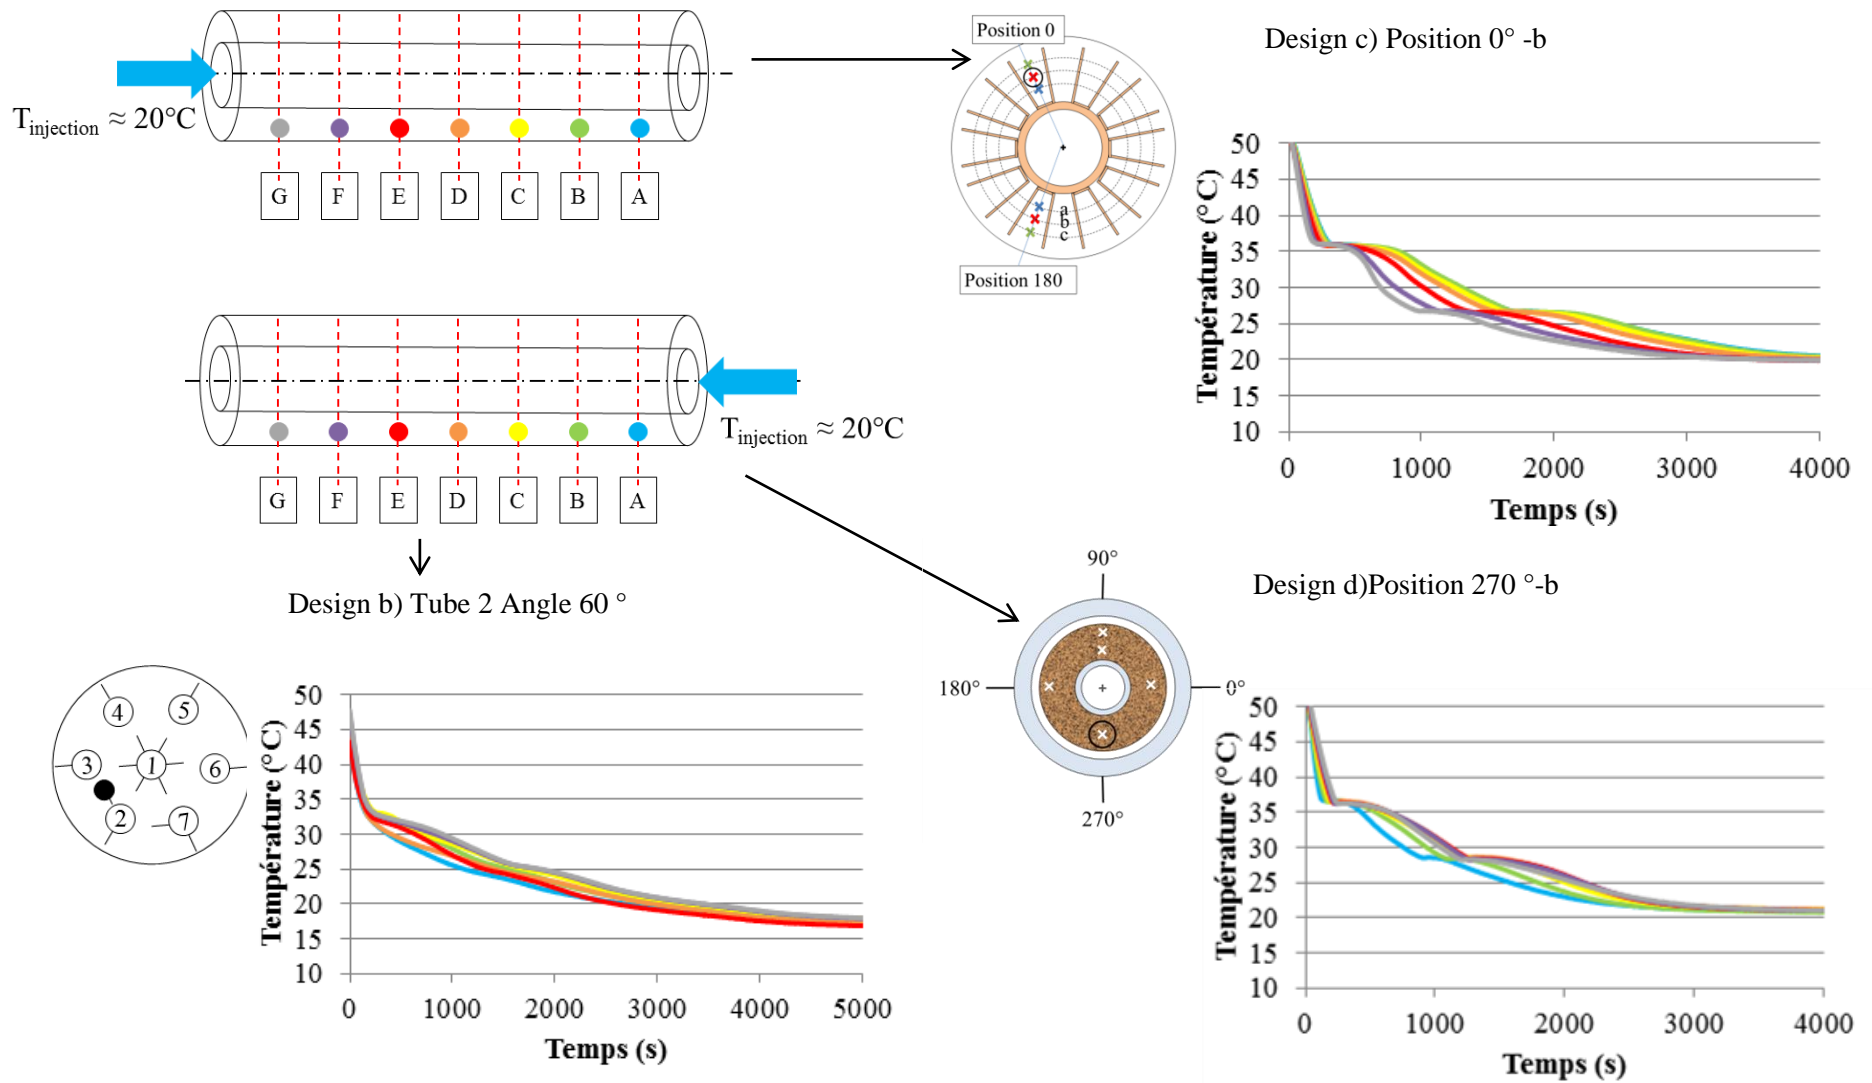 Position 0
Design c) Position 0° -b
Tinjection ≈ 20°C
G F E D C B A
a
b
c
Position 180
50
45
40
35
30
25
20
15
10
Température (°C)
0 1000 2000 3000 4000
Temps (s)
Tinjection ≈ 20°C
G F E D C B A
Design b) Tube 2 Angle 60 °
4 5
3 1 6
2 7
50
45
40
35
30
25
20
15
10
Température (°C)
0 1000 2000 3000 4000 5000
Temps (s)
Design d)Position 270 °-b
90°
180° 0°
270°
50
45
40
35
30
25
20
15
10
Température (°C)
0 1000 2000 3000 4000
Temps (s)